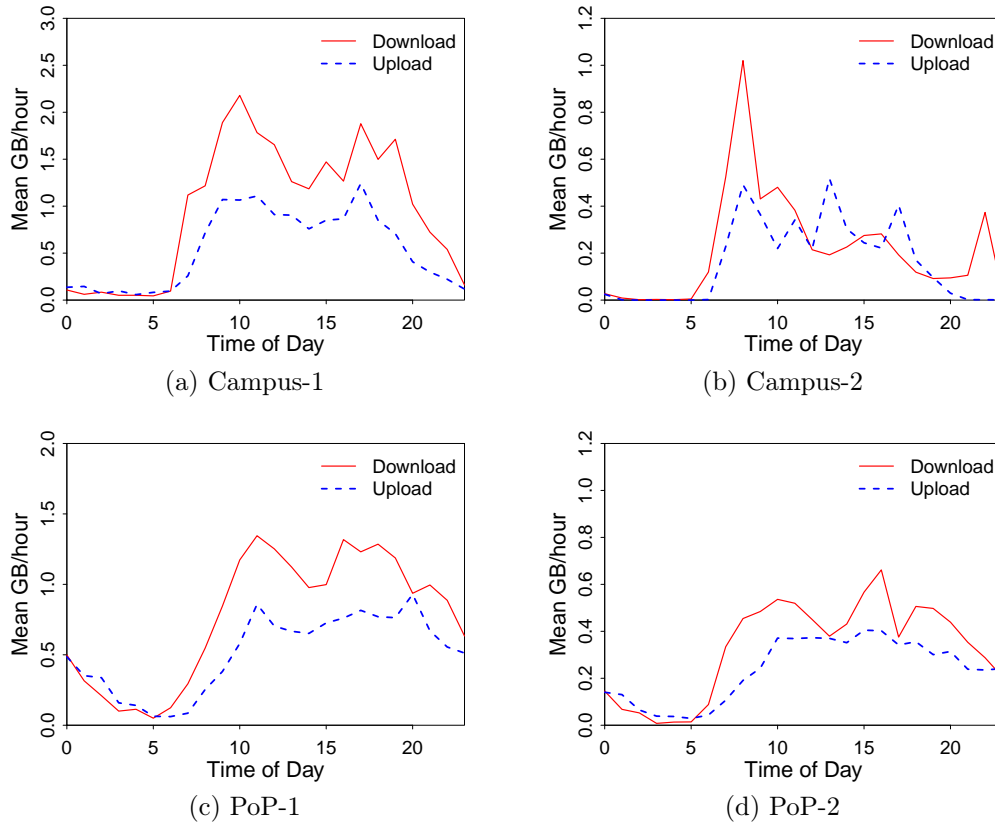 3.0
2.5
2.0
1.5
1.0
0.5
0.0
Mean GB/hour
Download
Upload
0 5 10 15 20
Time of Day
(a) Campus-1
1.2
1.0
0.8
0.6
0.4
0.2
0.0
Mean GB/hour
Download
Upload
0 5 10 15 20
Time of Day
(b) Campus-2
2.0
1.5
1.0
0.5
0.0
Mean GB/hour
Download
Upload
0 5 10 15 20
Time of Day
(c) PoP-1
1.2
1.0
0.8
0.6
0.4
0.2
0.0
Mean GB/hour
Download
Upload
0 5 10 15 20
Time of Day
(d) PoP-2